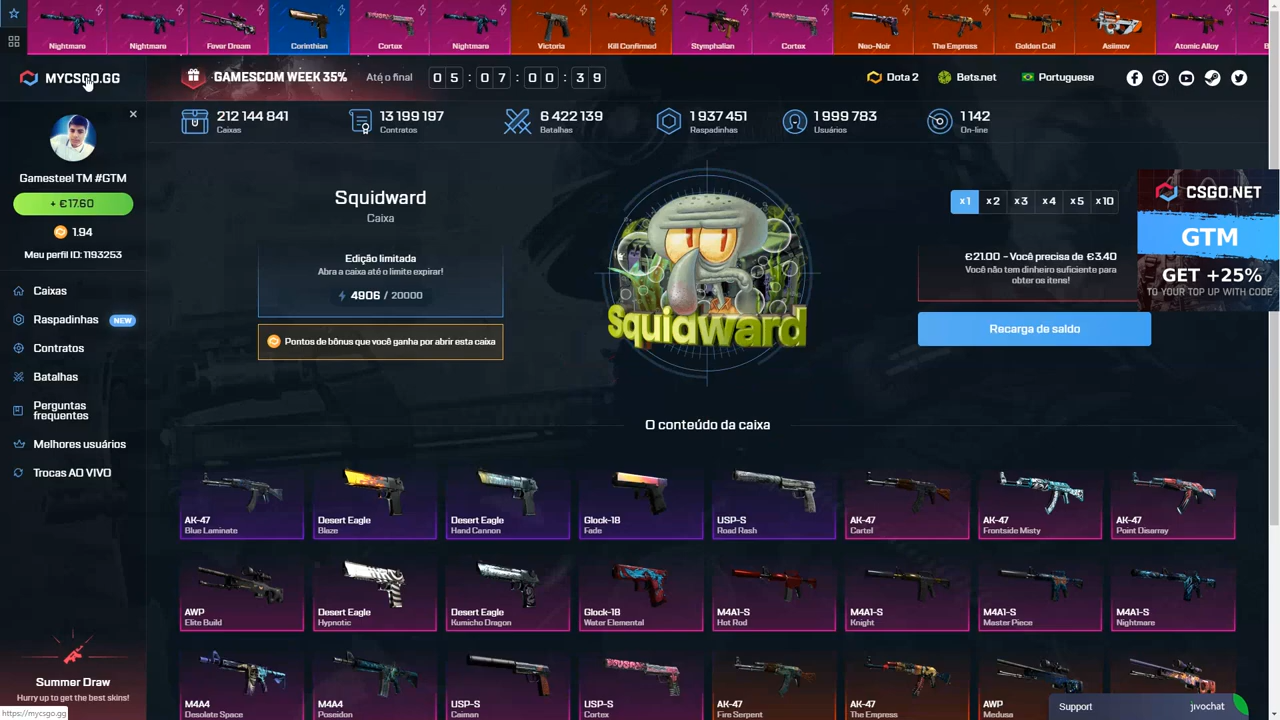 Nightmare
Nightmare
Fever Dream
Corinthian
Cortex
Nightmare
Victoria
Kill Confirmed
Stymphalian
Cortex
Neo-Noir
The Empress
Golden Coil
Asiimov
Atomic Alloy
MYCSGO.GG
GAMESCOM WEEK 35%
Até o final
05:07:00:39
Dota 2
Bets.net
Portuguese
212 144 841
Caixas
13 199 197
Contratos
6 422 139
Batalhas
1 937 451
Raspadinhas
1 999 783
Usuários
1 142
On-line
Gamesteel TM #GTM
+ €17.60
1.94
Meu perfil ID: 1193253
Caixas
Raspadinhas NEW
Contratos
Batalhas
Perguntas
frequentes
Melhores usuários
Trocas AO VIVO
Summer Draw
Hurry up to get the best skins!
https://mycsgo.gg
Squidward
Caixa
Edição limitada
Abra a caixa até o limite expirar!
4906 / 20000
Pontos de bônus que você ganha por abrir esta caixa
Squidward
x1 x2 x3 x4 x5 x10
€21.00 - Você precisa de €3.40
Você não tem dinheiro suficiente para
obter os itens!
Recarga de saldo
CSGO.NET
GTM
GET +25%
TO YOUR TOP UP WITH CODE
O conteúdo da caixa
AK-47
Blue Laminate
Desert Eagle
Blaze
Desert Eagle
Hand Cannon
Glock-18
Fade
USP-S
Road Rash
AK-47
Cartel
AK-47
Frontside Misty
AK-47
Point Disarray
AWP
Elite Build
Desert Eagle
Hypnotic
Desert Eagle
Kumicho Dragon
Glock-18
Water Elemental
M4A1-S
Hot Rod
M4A1-S
Knight
M4A1-S
Master Piece
M4A1-S
Nightmare
M4A4
Desolate Space
M4A4
Poseidon
USP-S
Caiman
USP-S
Cortex
AK-47
Fire Serpent
AK-47
The Empress
AWP
Medusa
Support
jivochat